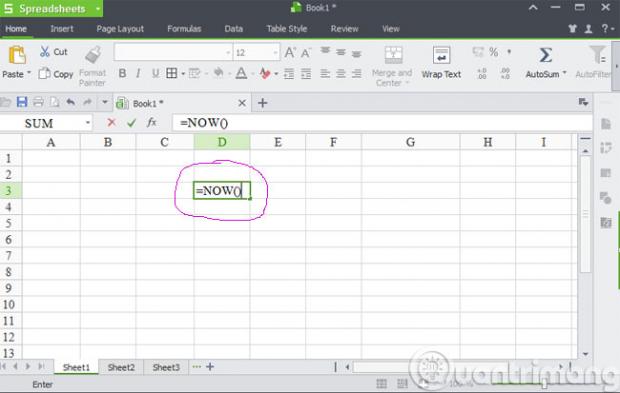 S Spreadsheets Book1 *
Home Insert Page Layout Formulas Data Table Style Review View
Paste Cut Copy Format Painter 12 A+ A- B I U A Merge and Center Wrap Text % AutoSum AutoFilter
Book1 * × +
SUM fx =NOW()
A B C D E F G H I
1
2
3 =NOW()
4
5
6
7
8
9
10
11
12
13
Sheet1 Sheet2 Sheet3 ··· +
Enter 100 %
Quantrimang